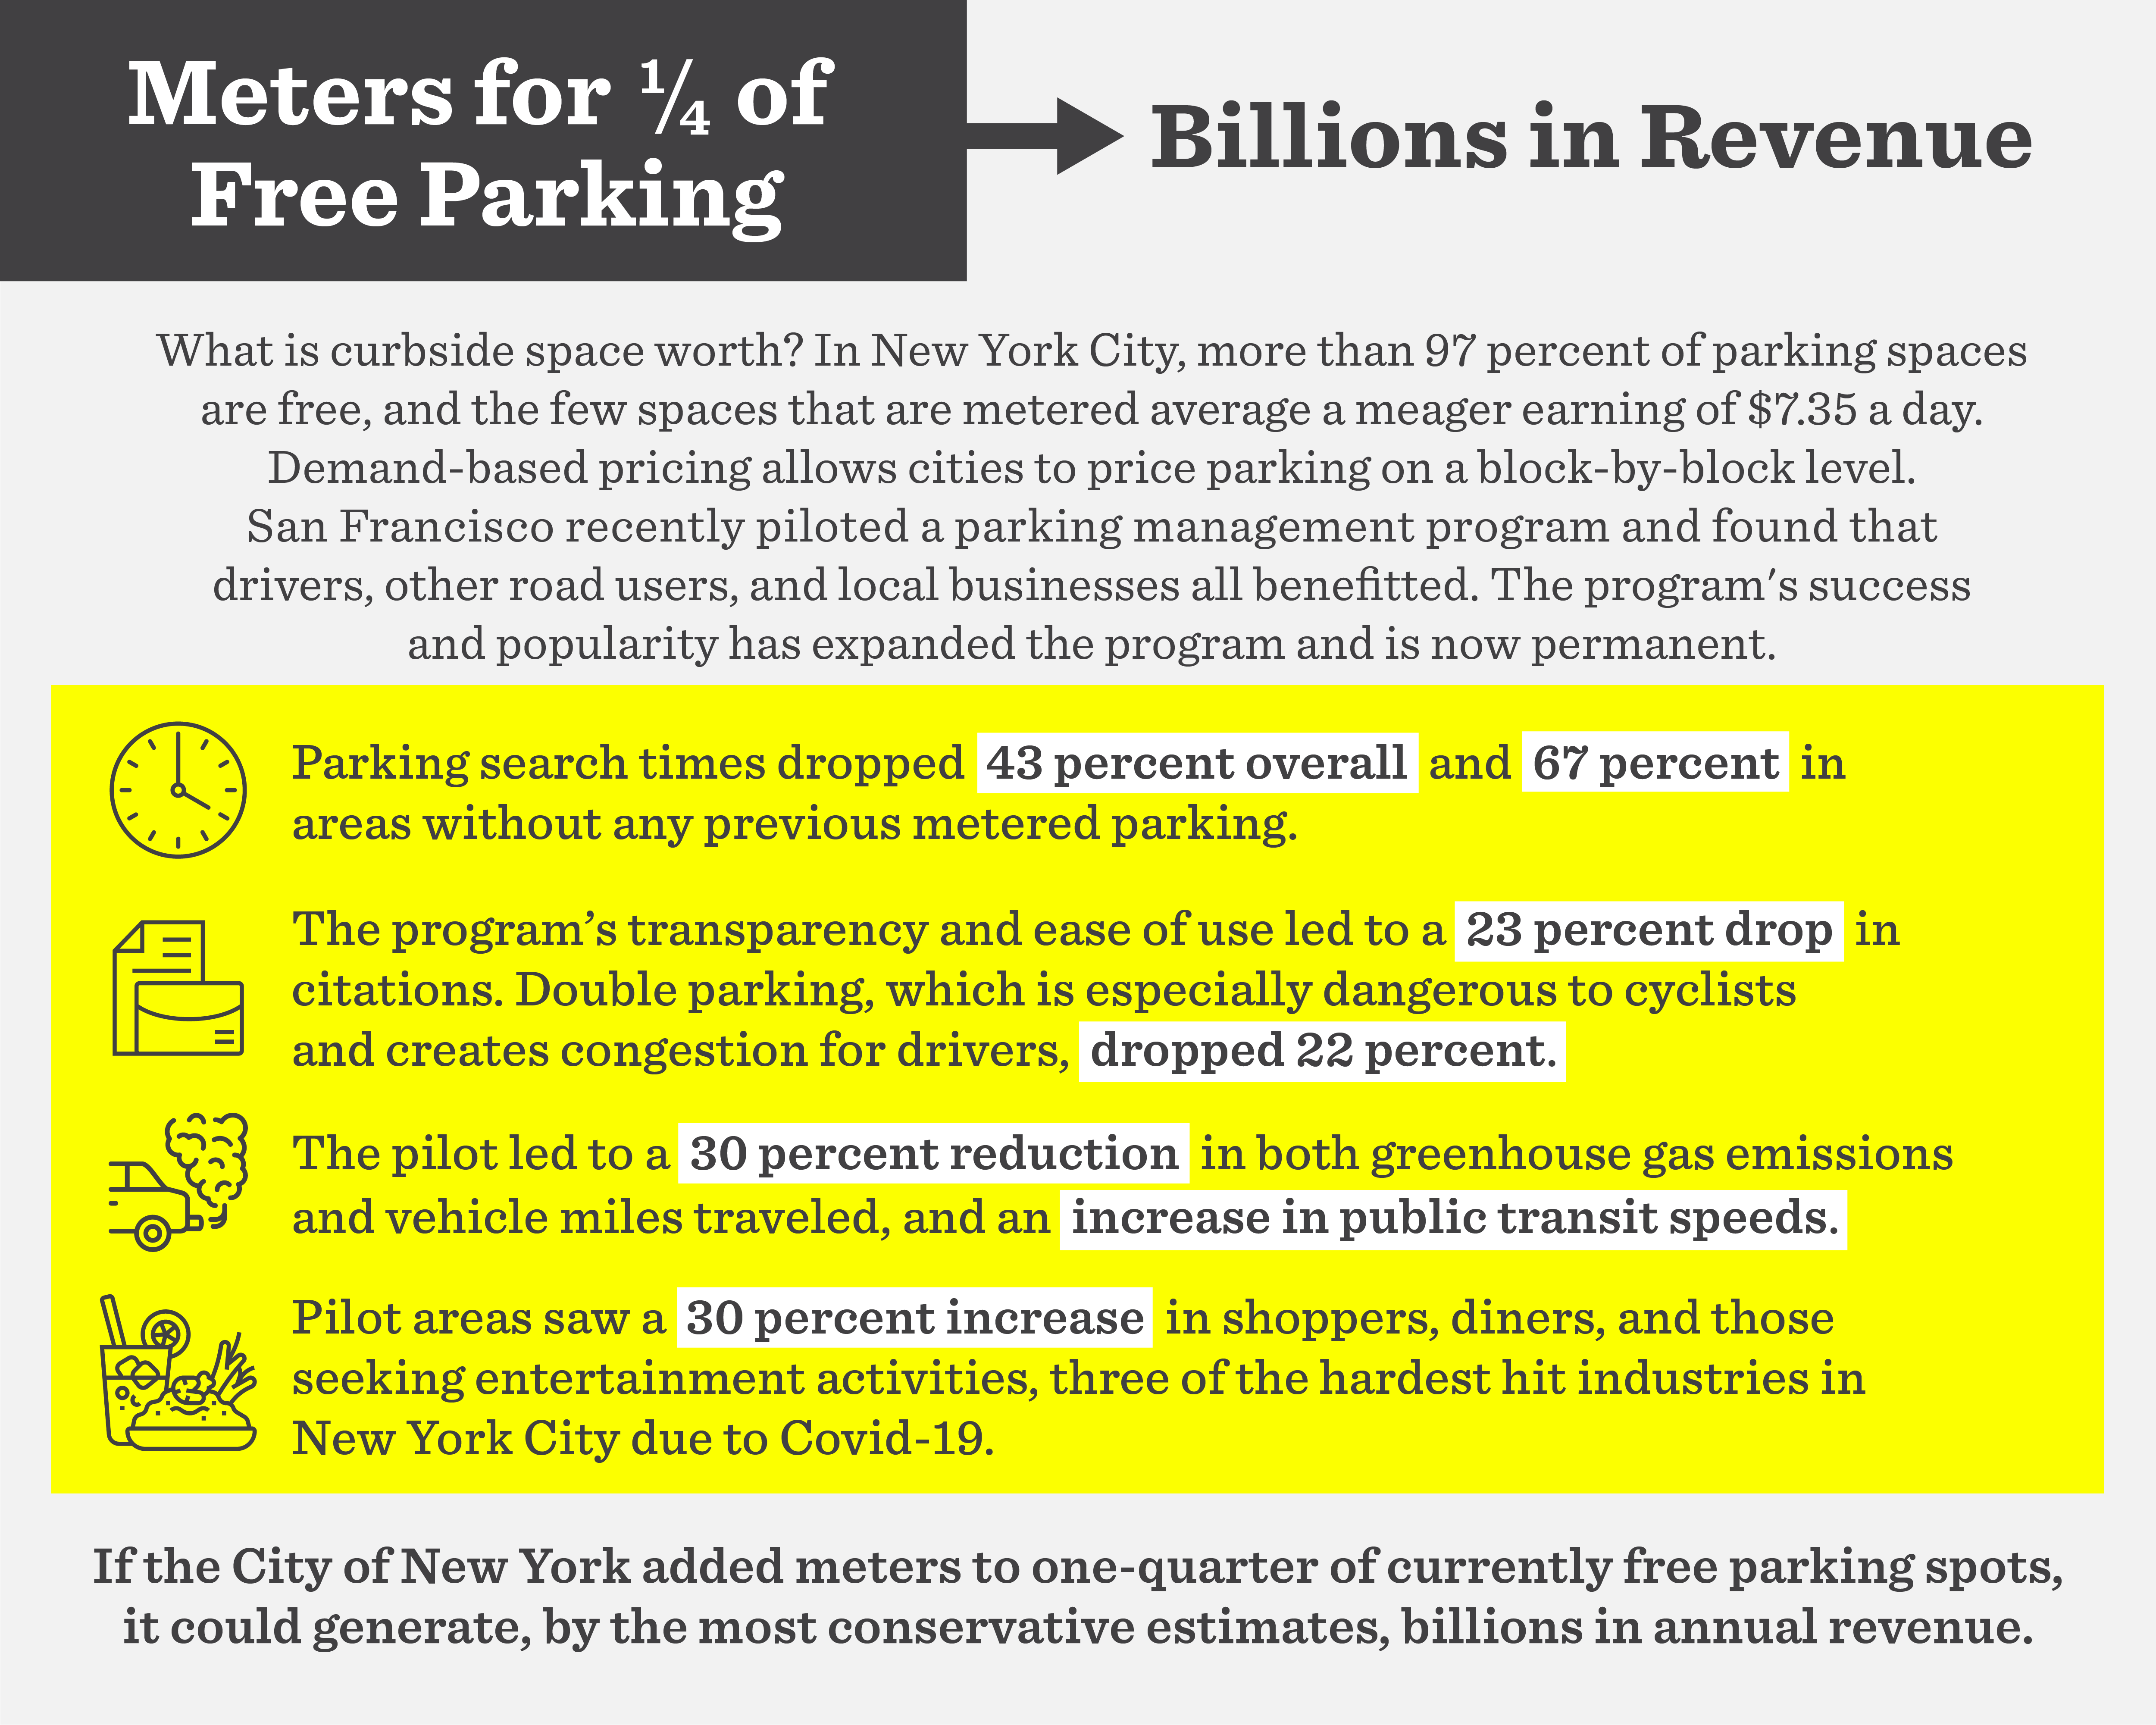 Meters for ¼ of
Free Parking
Billions in Revenue
What is curbside space worth? In New York City, more than 97 percent of parking spaces
are free, and the few spaces that are metered average a meager earning of $7.35 a day.
Demand-based pricing allows cities to price parking on a block-by-block level.
San Francisco recently piloted a parking management program and found that
drivers, other road users, and local businesses all benefitted. The program's success
and popularity has expanded the program and is now permanent.
Parking search times dropped 43 percent overall and 67 percent in
areas without any previous metered parking.
The program’s transparency and ease of use led to a 23 percent drop in
citations. Double parking, which is especially dangerous to cyclists
and creates congestion for drivers, dropped 22 percent.
The pilot led to a 30 percent reduction in both greenhouse gas emissions
and vehicle miles traveled, and an increase in public transit speeds.
Pilot areas saw a 30 percent increase in shoppers, diners, and those
seeking entertainment activities, three of the hardest hit industries in
New York City due to Covid-19.
If the City of New York added meters to one-quarter of currently free parking spots,
it could generate, by the most conservative estimates, billions in annual revenue.